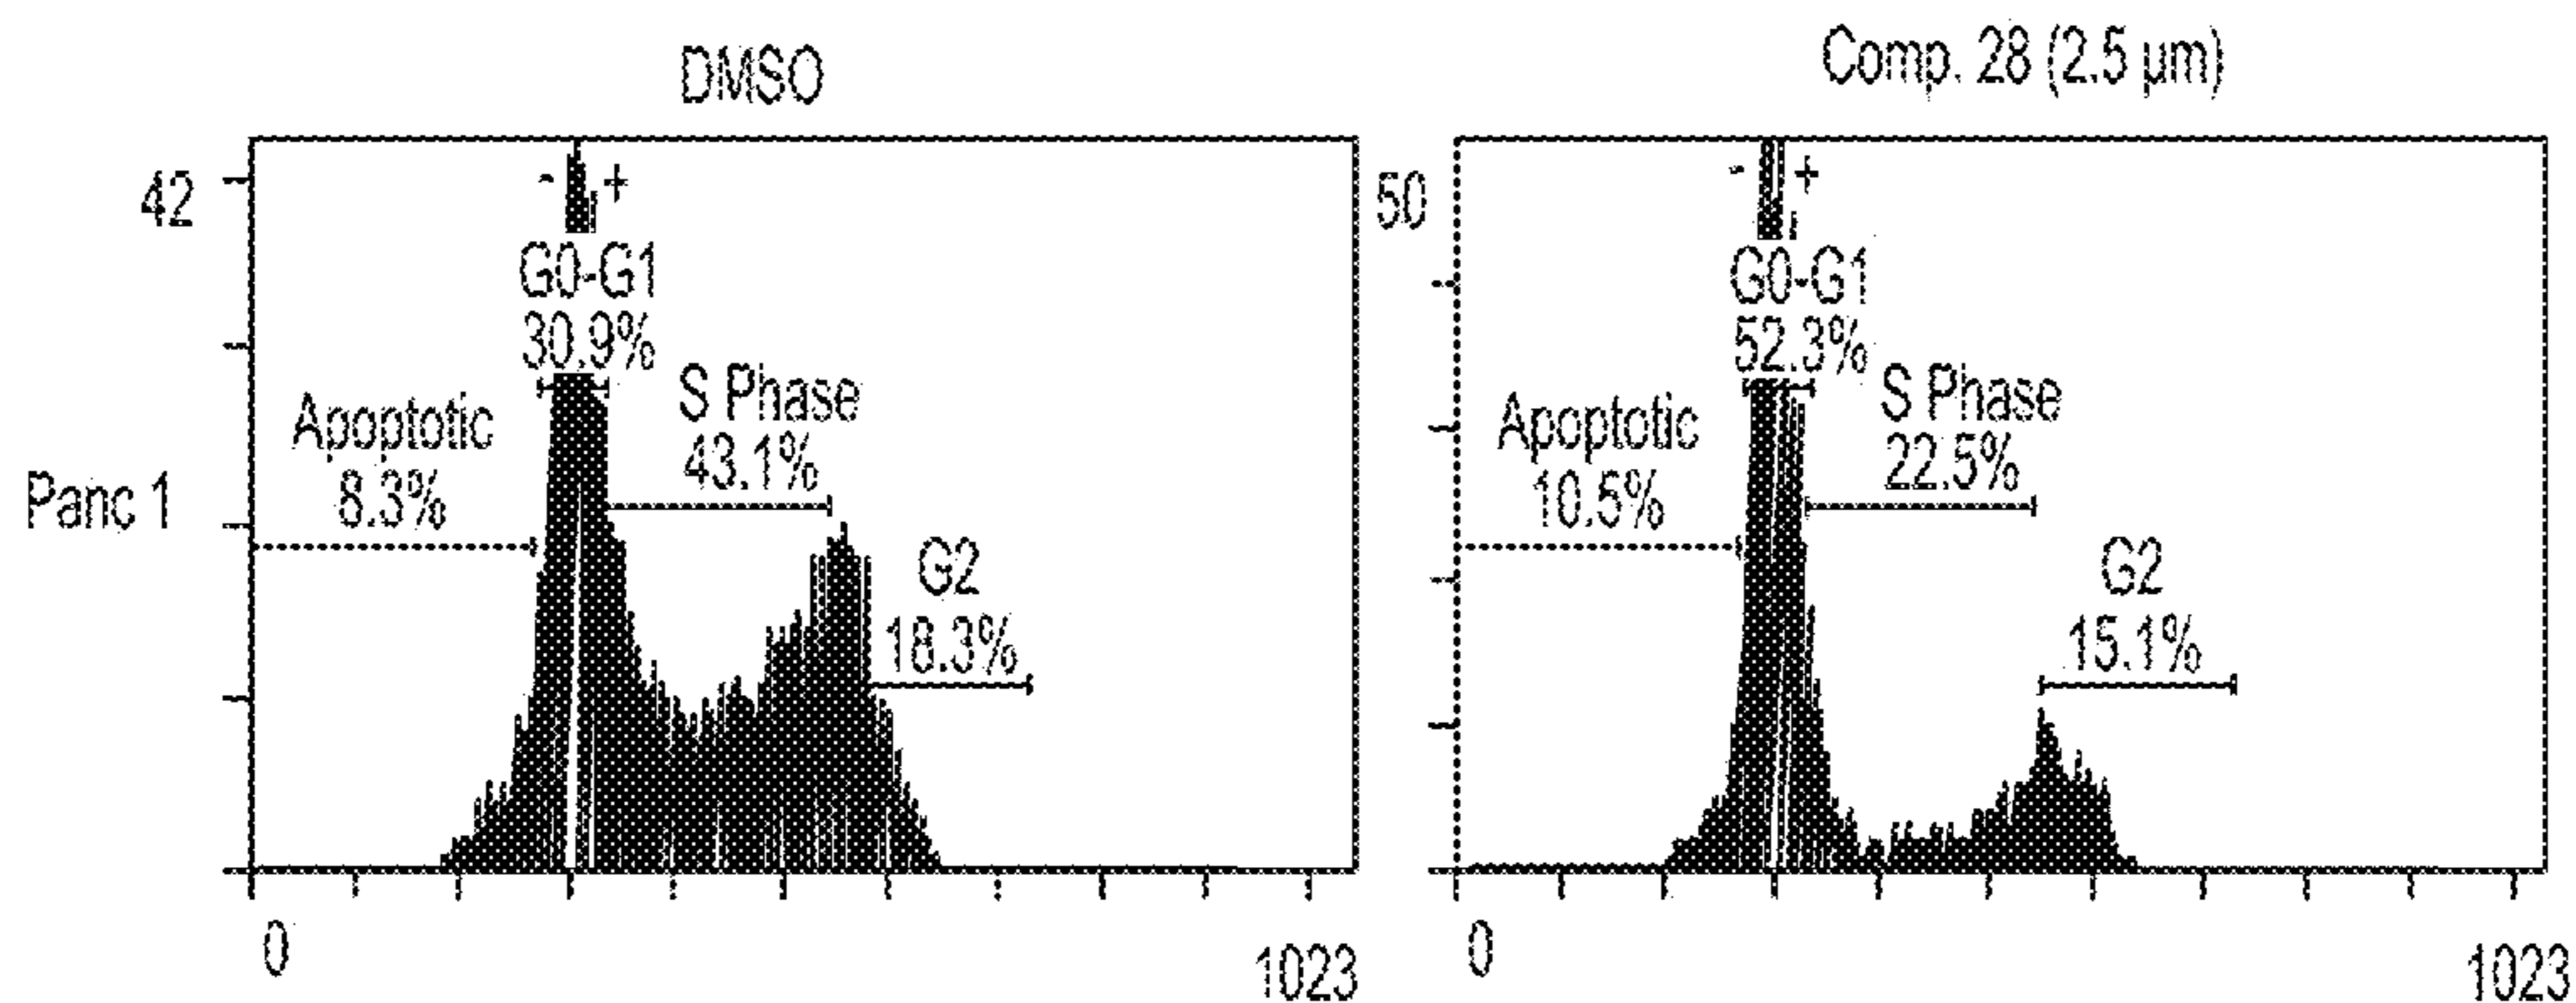 DMSO
Comp. 28 (2.5 µm)
42
- +
G0-G1
30.9%
S Phase
43.1%
Apoptotic
8.3%
G2
18.3%
Panc 1
0
1023
50
- +
G0-G1
52.3%
S Phase
22.5%
Apoptotic
10.5%
G2
15.1%
0
1023